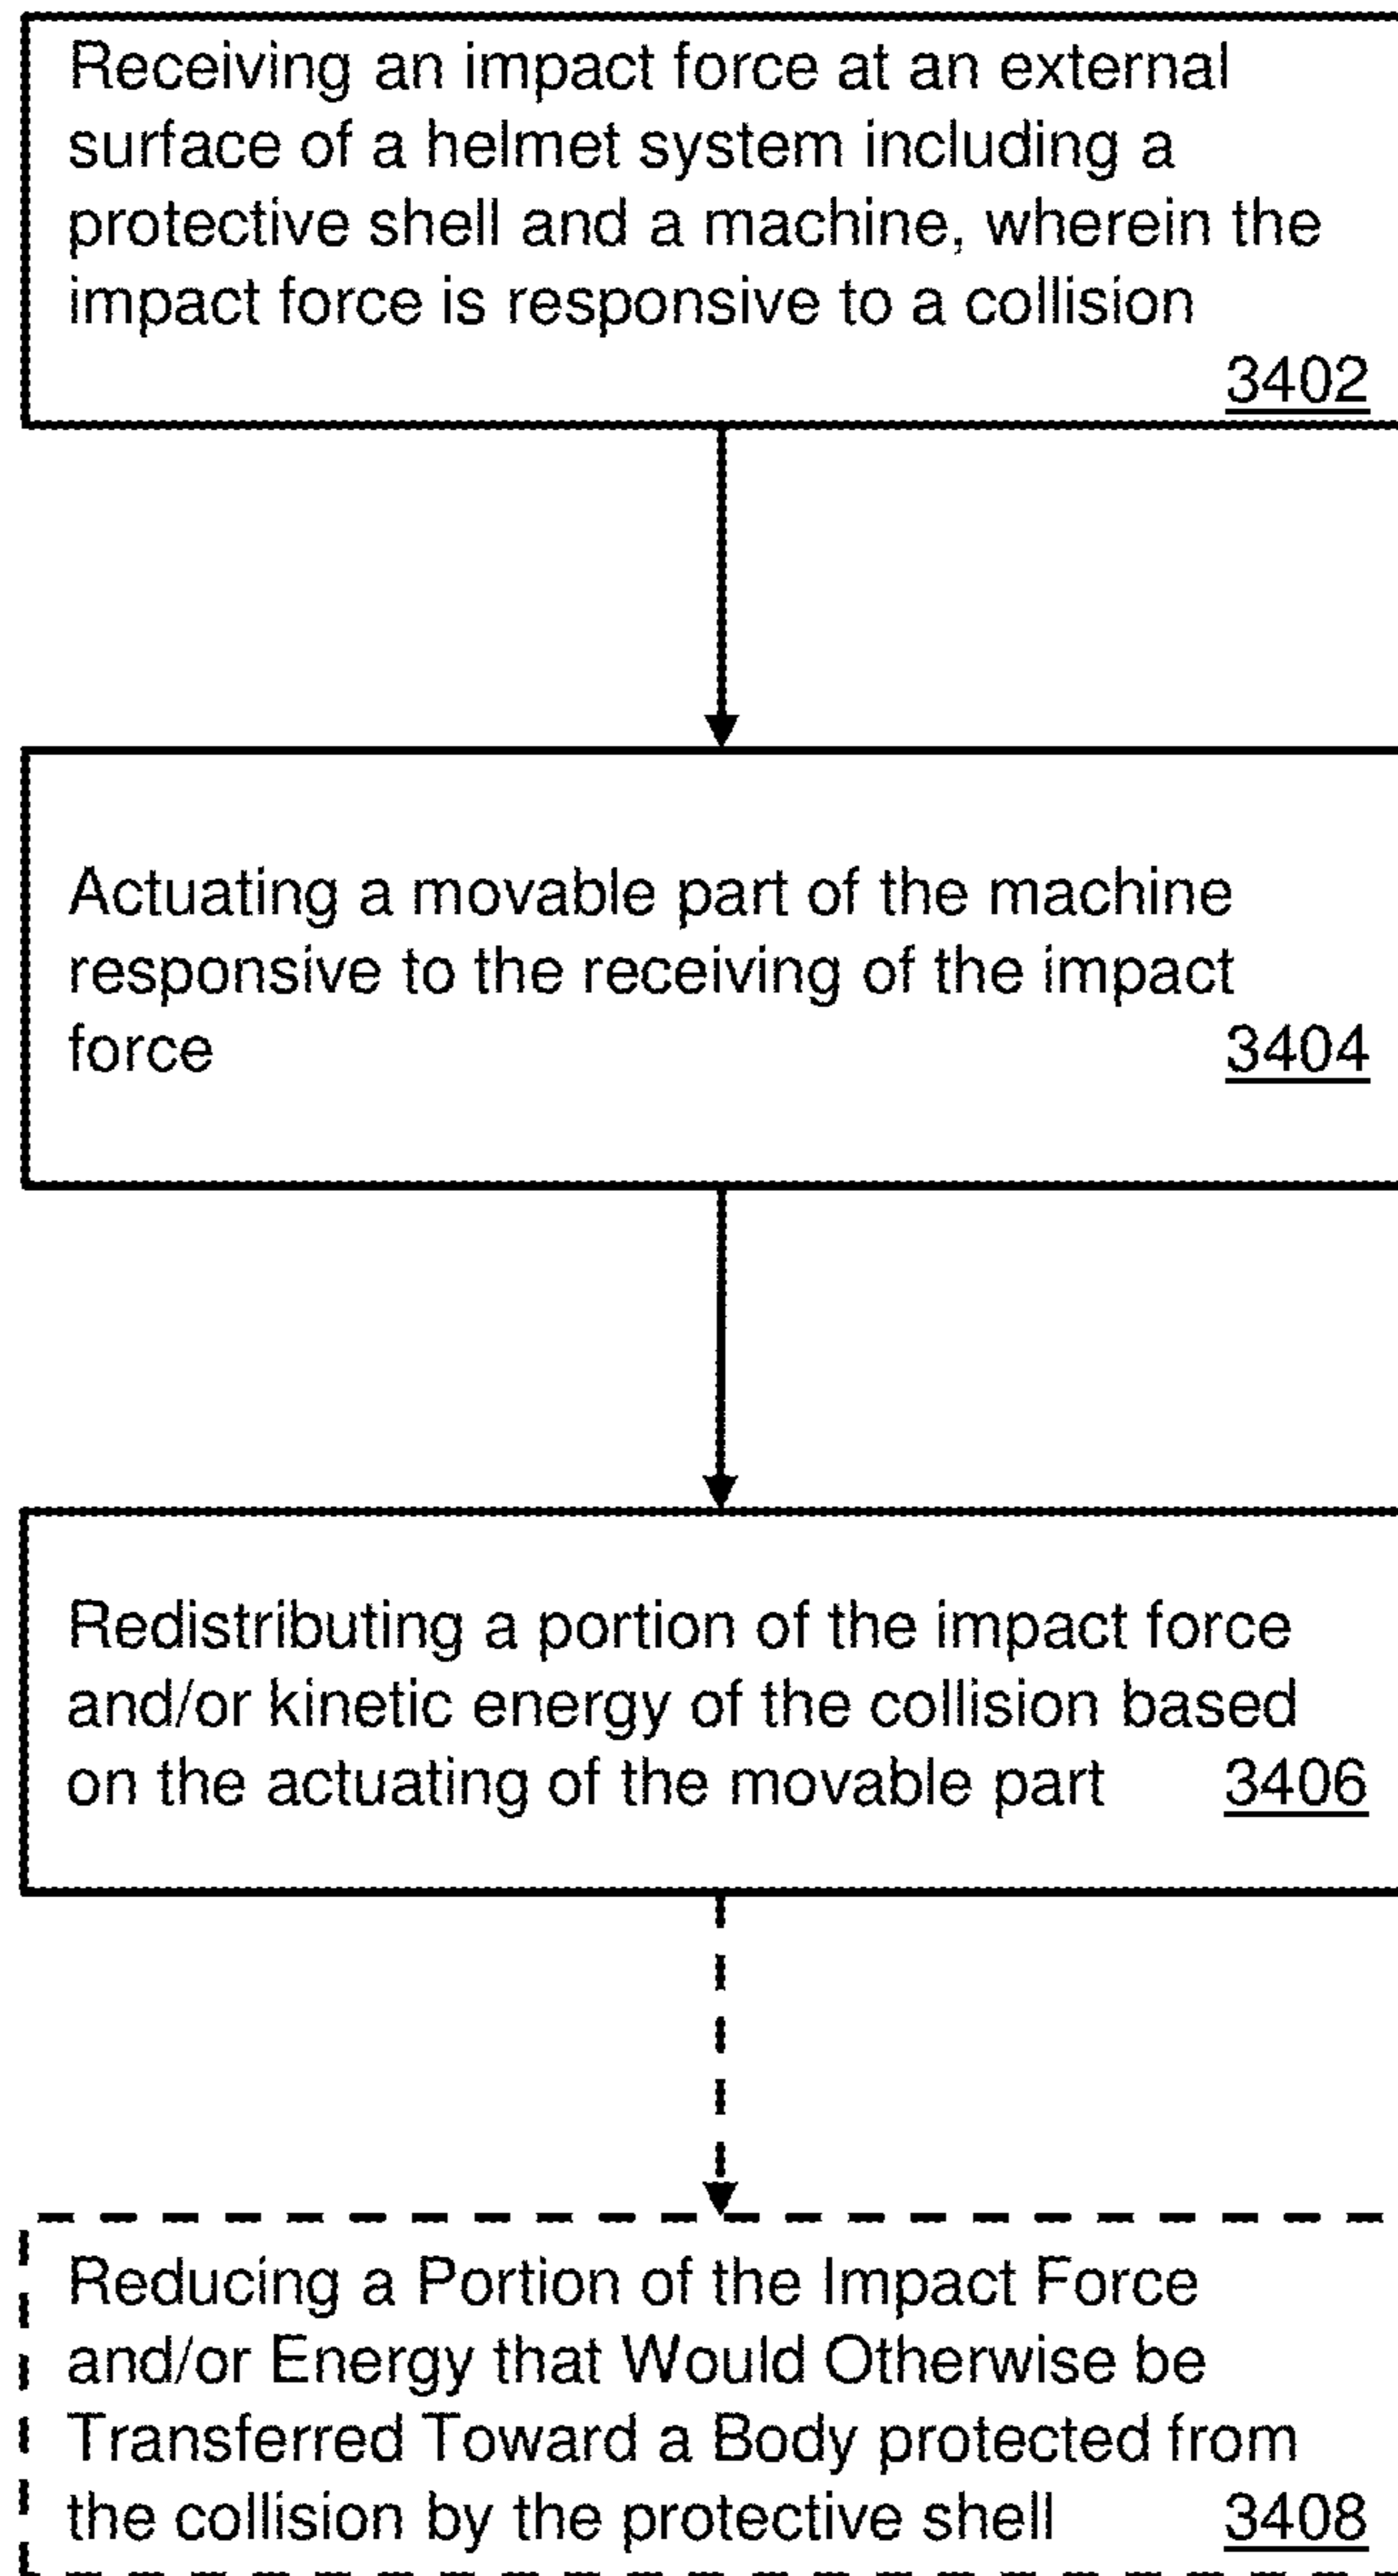 Receiving an impact force at an external
surface of a helmet system including a
protective shell and a machine, wherein the
impact force is responsive to a collision
3402
Actuating a movable part of the machine
responsive to the receiving of the impact
force 3404
Redistributing a portion of the impact force
and/or kinetic energy of the collision based
on the actuating of the movable part 3406
Reducing a Portion of the Impact Force
and/or Energy that Would Otherwise be
Transferred Toward a Body protected from
the collision by the protective shell 3408